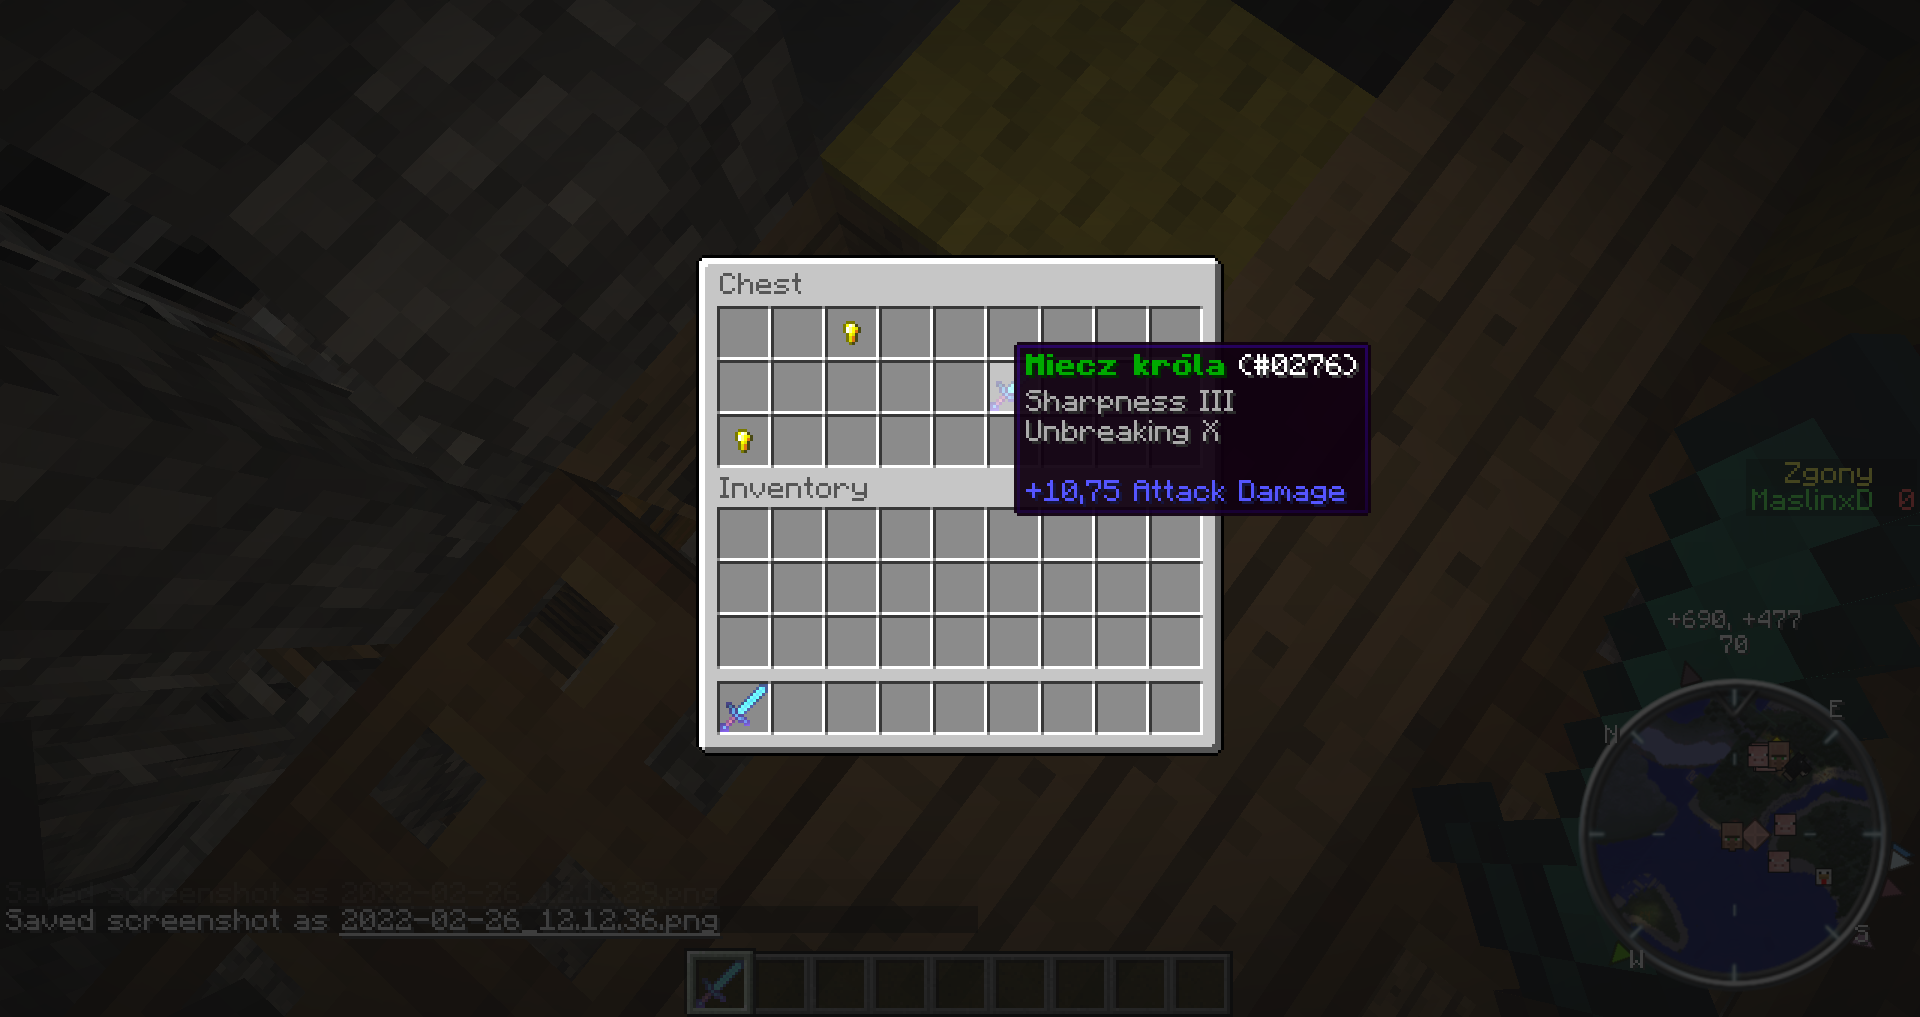 Chest
Miecz króla (#0276)
Sharpness III
Unbreaking X
+10,75 Attack Damage
Inventory
Zgony
MaslinxD 0
+690, +477
70
N
E
S
W
Saved screenshot as 2022-02-26_12.12.29.png
Saved screenshot as 2022-02-26_12.12.36.png